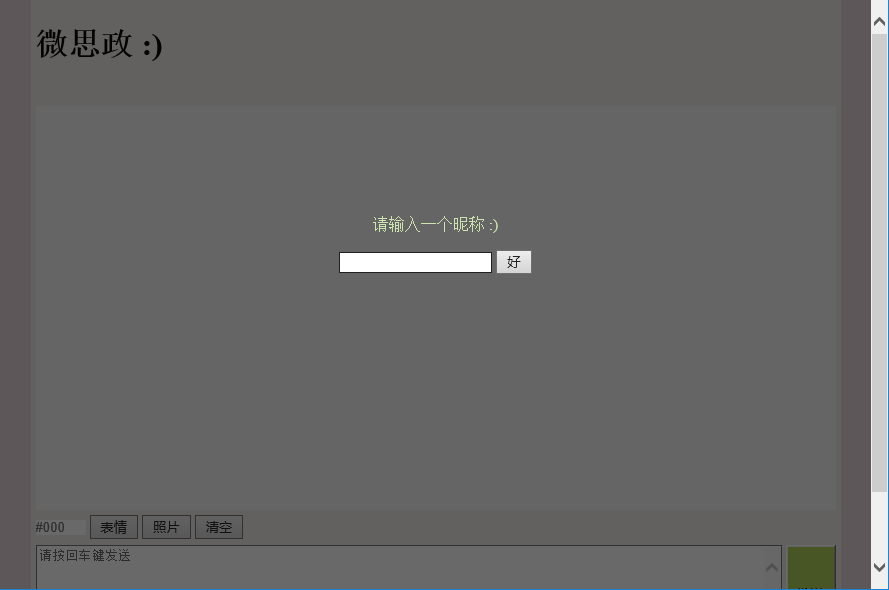 微思政 :)
请输入一个昵称 :)
好
#000 表情 照片 清空
请按回车键发送